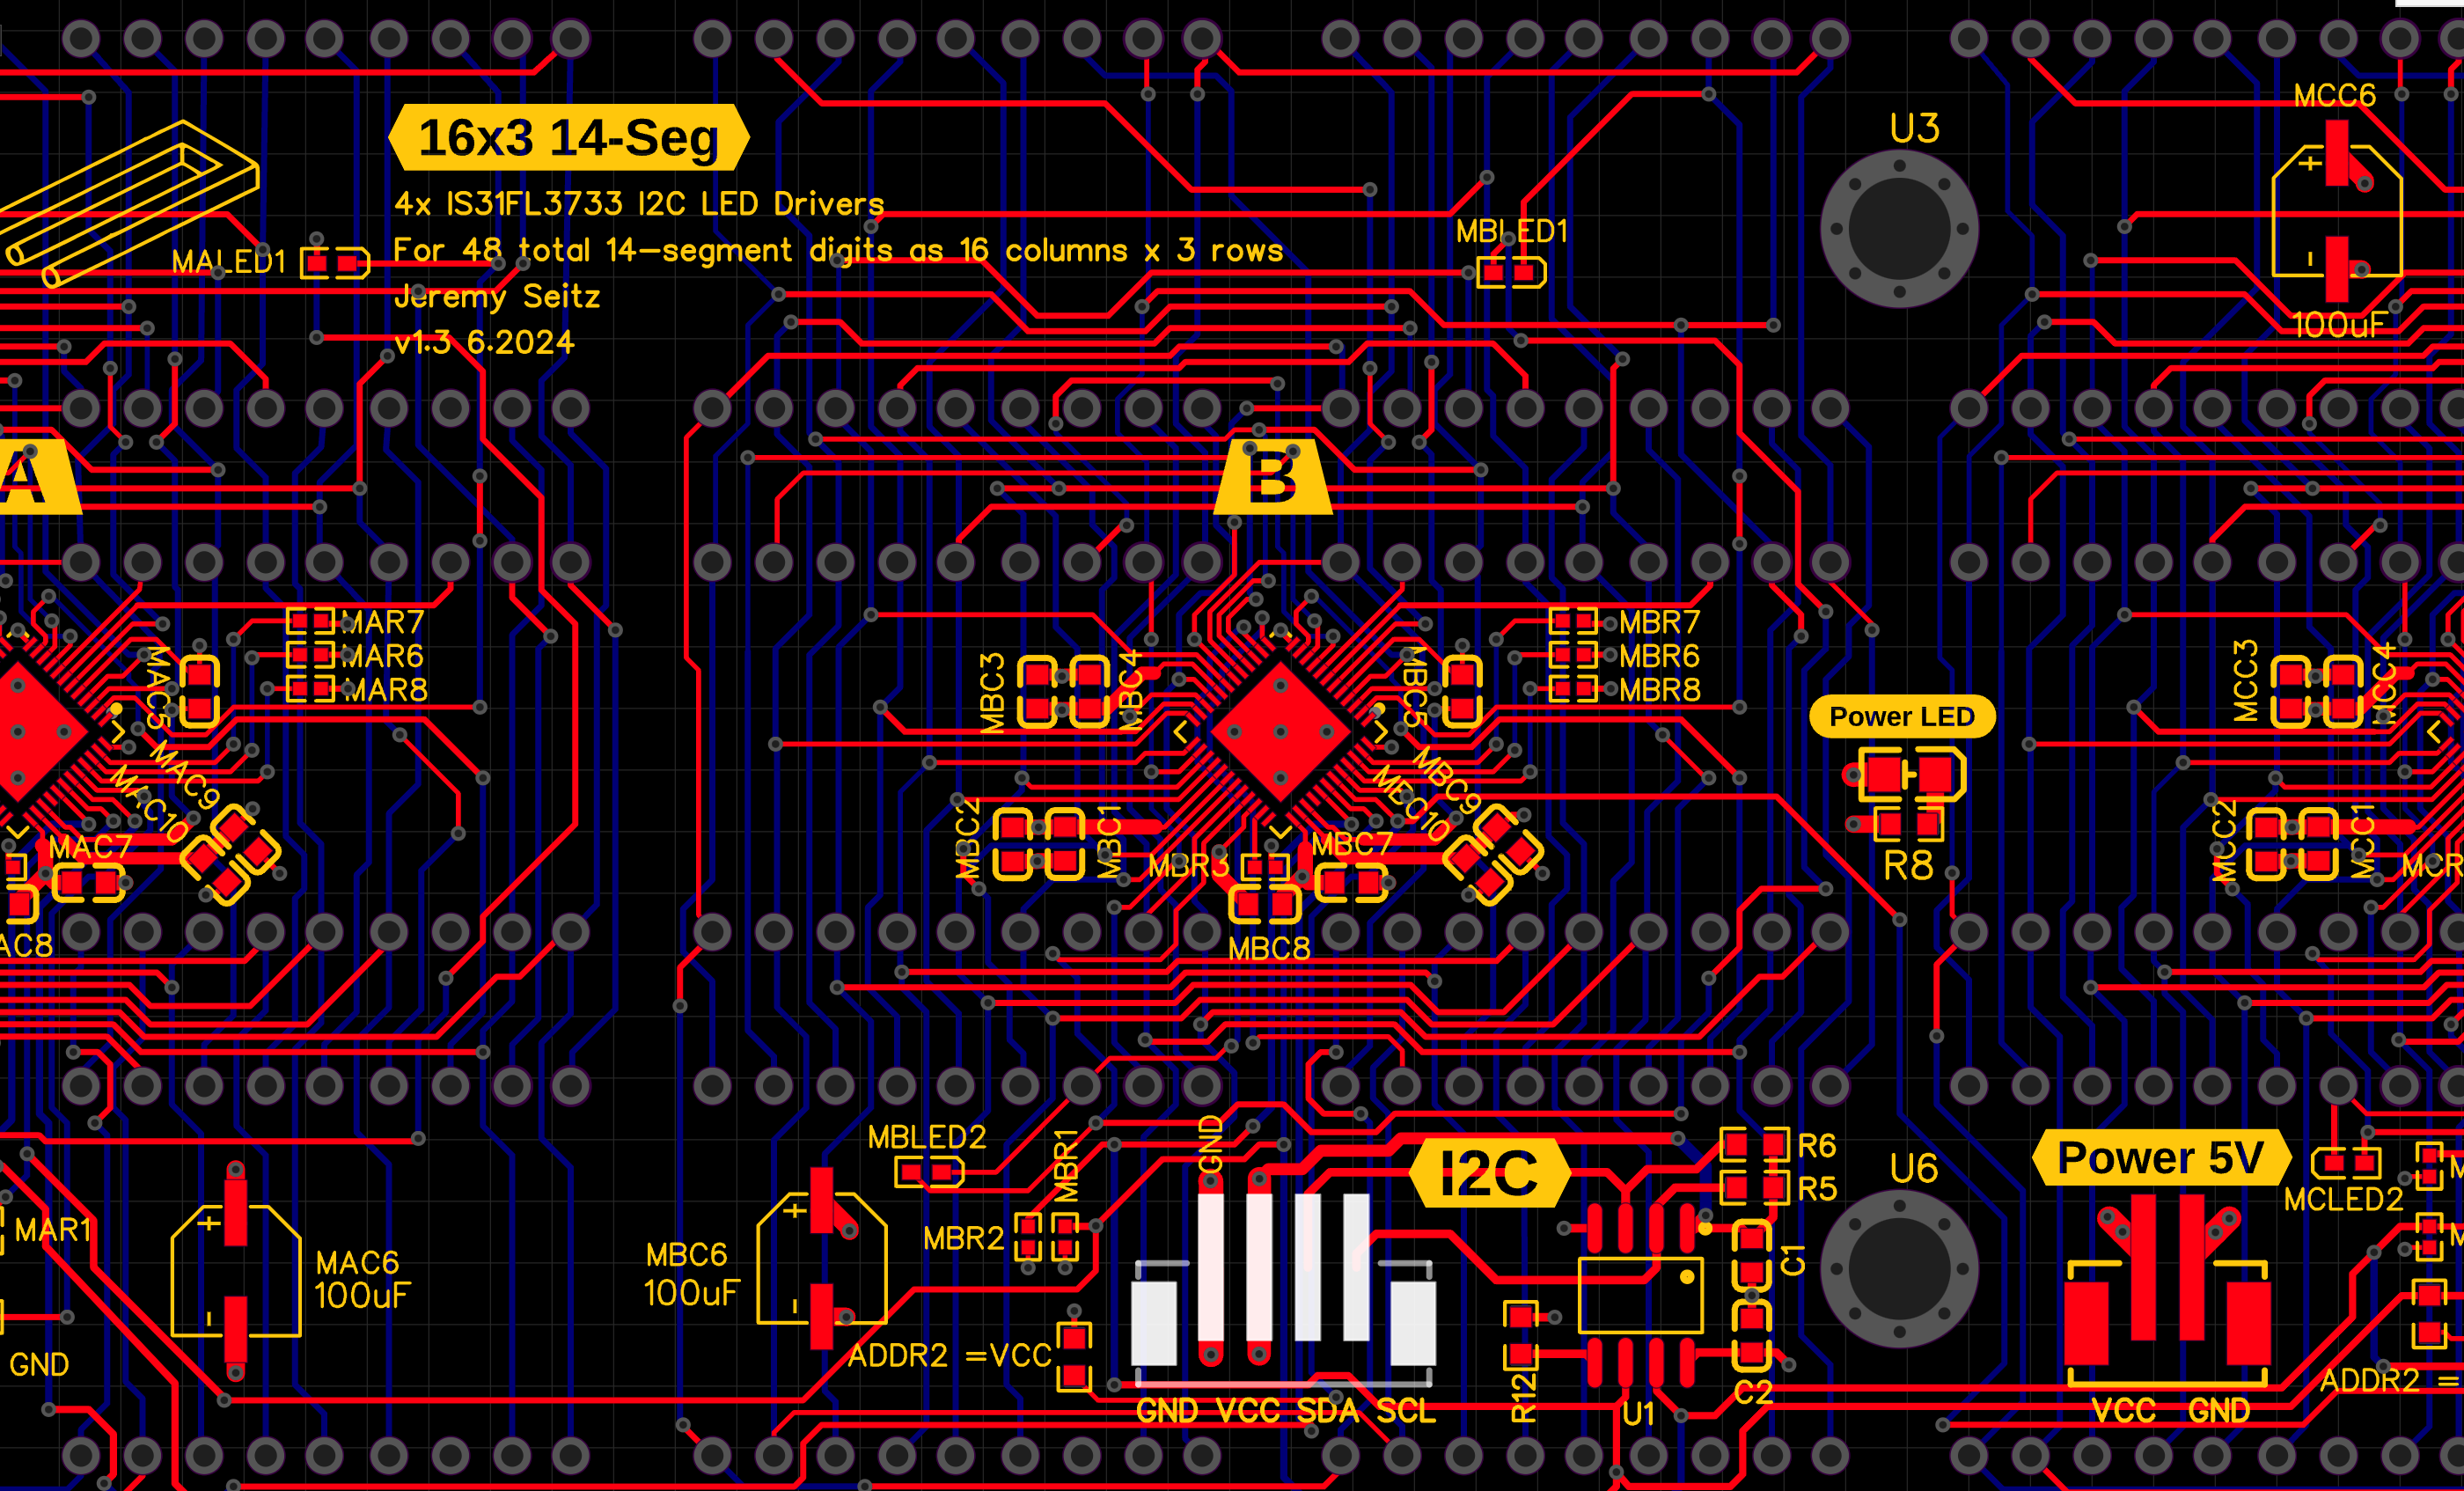 MCC6
U3
16x3 14-Seg
4x IS31FL3733 I2C LED Drivers
MBLED1
For 48 total 14-segment digits as 16 columns x 3 rows
MALED1
Jeremy Seitz
100uF
v1.3 6.2024
A
B
MAR7
MAR6
MAR8
MAC5
MBC3
MBC4
MBC5
MBR7
MBR6
MBR8
MCC3
MCC4
Power LED
MAC9
MAC10
MAC7
MBC2
MBC1
MBC9
MBC10
MBC7
MBR3
R8
MCC2
MCC1
MCR
AC8
MBC8
MBLED2
MBR1
GND
I2C
R6
R5
U6
Power 5V
MCLED2
MAR1
MAC6
100uF
MBC6
100uF
MBR2
C1
GND
ADDR2 =VCC
R12
C2
ADDR2 =
GND VCC SDA SCL
U1
VCC GND